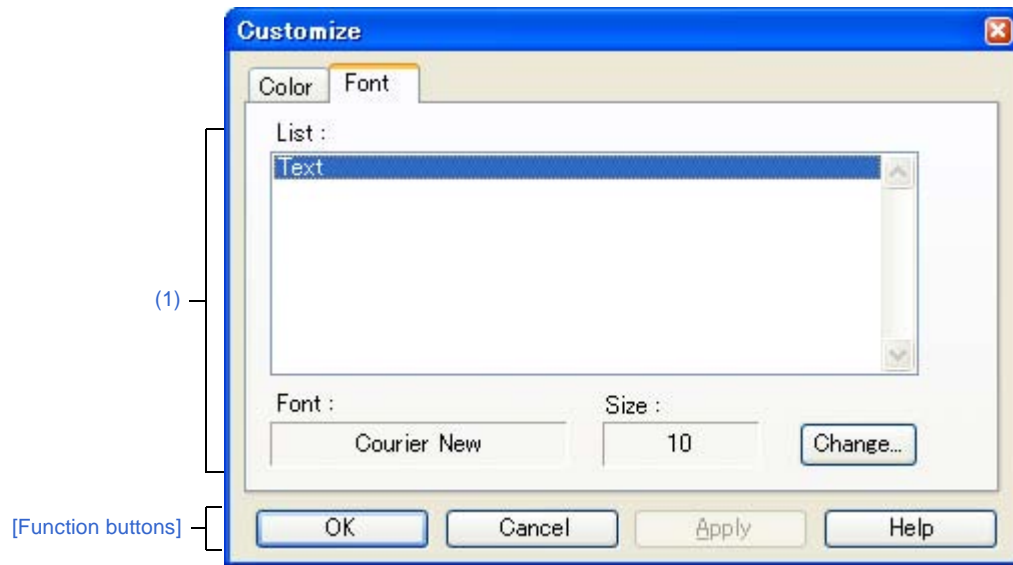 Customize
Color Font
List :
Text
(1)
Font : Size :
Courier New 10 Change...
[Function buttons] OK Cancel Apply Help